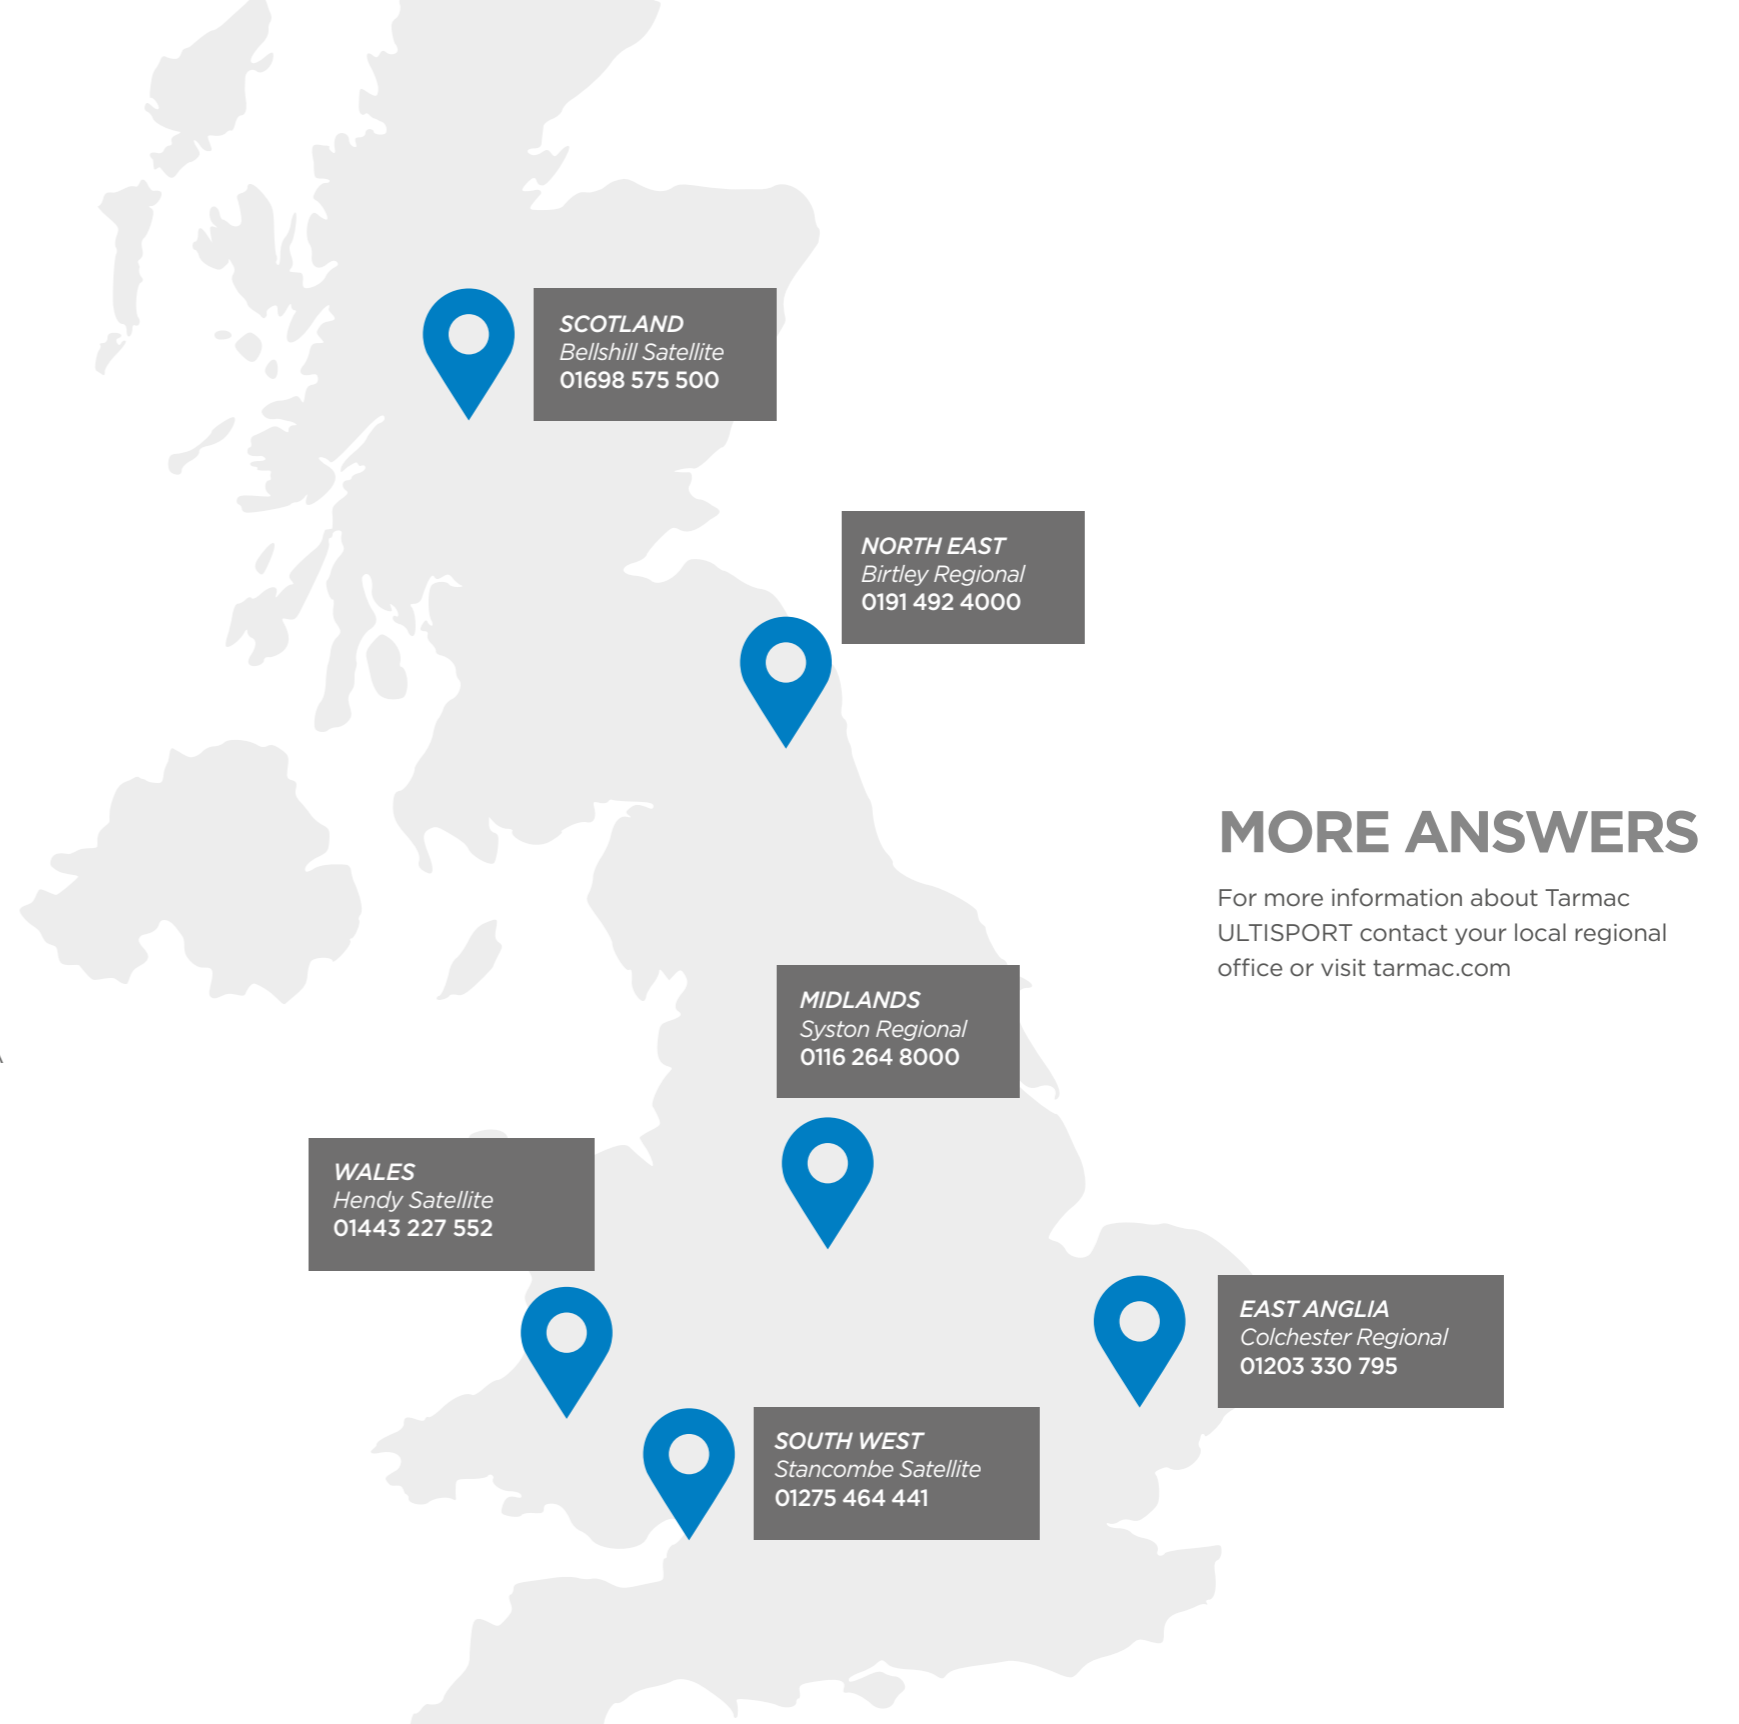 SCOTLAND
Bellshill Satellite
01698 575 500
NORTH EAST
Birtley Regional
0191 492 4000
MORE ANSWERS
For more information about Tarmac
ULTISPORT contact your local regional
office or visit tarmac.com
MIDLANDS
Syston Regional
0116 264 8000
WALES
Hendy Satellite
01443 227 552
EAST ANGLIA
Colchester Regional
01203 330 795
SOUTH WEST
Stancombe Satellite
01275 464 441